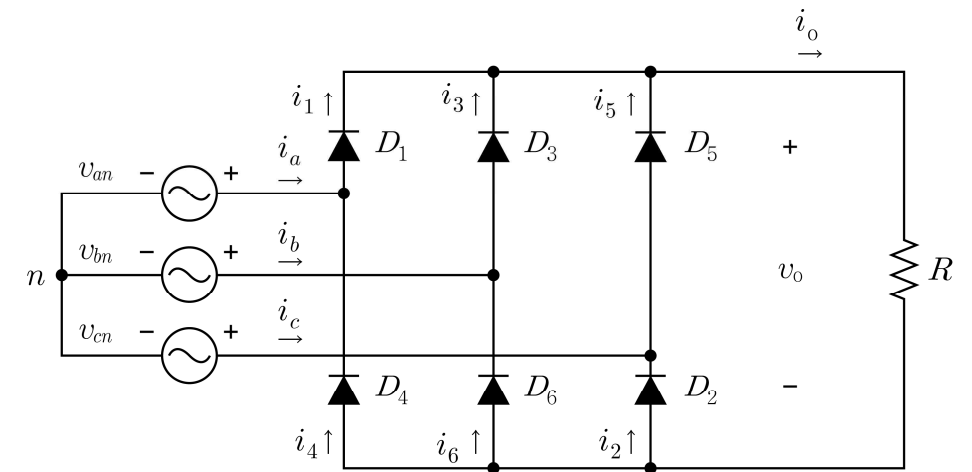 i_o →
i_1 ↑ D_1
i_3 ↑ D_3
i_5 ↑ D_5
+
v_an − + i_a →
v_bn − + i_b →
n
v_o
R
v_cn − + i_c →
D_4
D_6
D_2
−
i_4 ↑
i_6 ↑
i_2 ↑